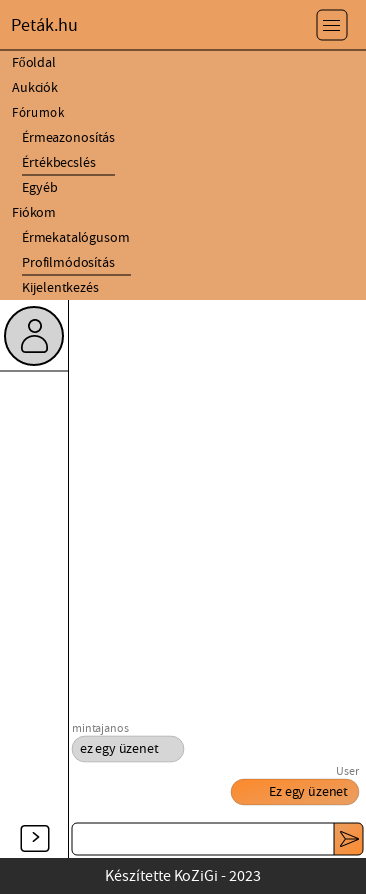 Peták.hu
Főoldal
Aukciók
Fórumok
Érmeazonosítás
Értékbecslés
Egyéb
Fiókom
Érmekatalógusom
Profilmódosítás
Kijelentkezés
mintajanos
ez egy üzenet
User
Ez egy üzenet
Készítette KoZiGi - 2023